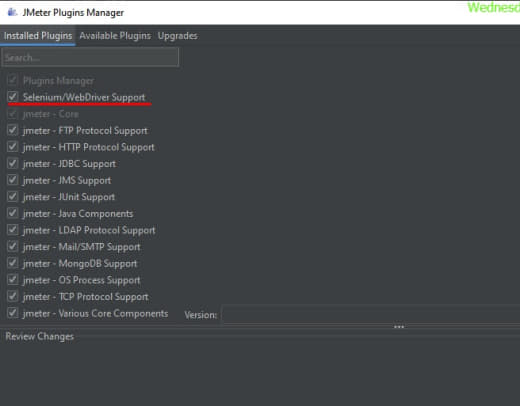 JMeter Plugins Manager
Wednesd
Installed Plugins Available Plugins Upgrades
Search...
Plugins Manager
Selenium/WebDriver Support
jmeter - Core
jmeter - FTP Protocol Support
jmeter - HTTP Protocol Support
jmeter - JDBC Support
jmeter - JMS Support
jmeter - JUnit Support
jmeter - Java Components
jmeter - LDAP Protocol Support
jmeter - Mail/SMTP Support
jmeter - MongoDB Support
jmeter - OS Process Support
jmeter - TCP Protocol Support
jmeter - Various Core Components Version:
Review Changes